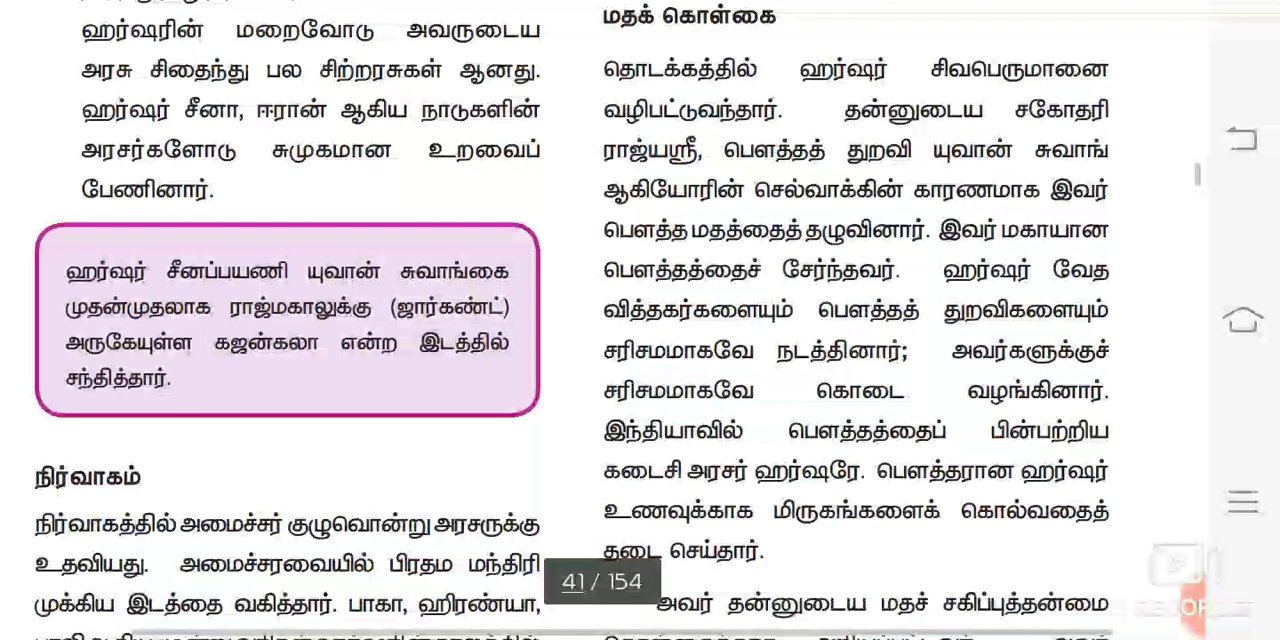 ஹர்ஷரின் மறைவோடு அவருடைய
அரசு சிதைந்து பல சிற்றரசுகள் ஆனது.
ஹர்ஷர் சீனா, ஈரான் ஆகிய நாடுகளின்
அரசர்களோடு சுமுகமான உறவைப்
பேணினார்.
ஹர்ஷர் சீனப்பயணி யுவான் சுவாங்கை
முதன்முதலாக ராஜ்மகாலுக்கு (ஜார்கண்ட்)
அருகேயுள்ள கஜன்கலா என்ற இடத்தில்
சந்தித்தார்.
நிர்வாகம்
நிர்வாகத்தில் அமைச்சர் குழுவொன்று அரசருக்கு
உதவியது. அமைச்சரவையில் பிரதம மந்திரி
முக்கிய இடத்தை வகித்தார். பாகா, ஹிரண்யா,
மதக் கொள்கை
தொடக்கத்தில் ஹர்ஷர் சிவபெருமானை
வழிபட்டுவந்தார். தன்னுடைய சகோதரி
ராஜ்யஸ்ரீ, பௌத்தத் துறவி யுவான் சுவாங்
ஆகியோரின் செல்வாக்கின் காரணமாக இவர்
பௌத்த மதத்தைத் தழுவினார். இவர் மகாயான
பௌத்தத்தைச் சேர்ந்தவர். ஹர்ஷர் வேத
வித்தகர்களையும் பௌத்தத் துறவிகளையும்
சரிசமமாகவே நடத்தினார்; அவர்களுக்குச்
சரிசமமாகவே கொடை வழங்கினார்.
இந்தியாவில் பௌத்தத்தைப் பின்பற்றிய
கடைசி அரசர் ஹர்ஷரே. பௌத்தரான ஹர்ஷர்
உணவுக்காக மிருகங்களைக் கொல்வதைத்
தடை செய்தார்.
அவர் தன்னுடைய மதச் சகிப்புத்தன்மை
41 / 154